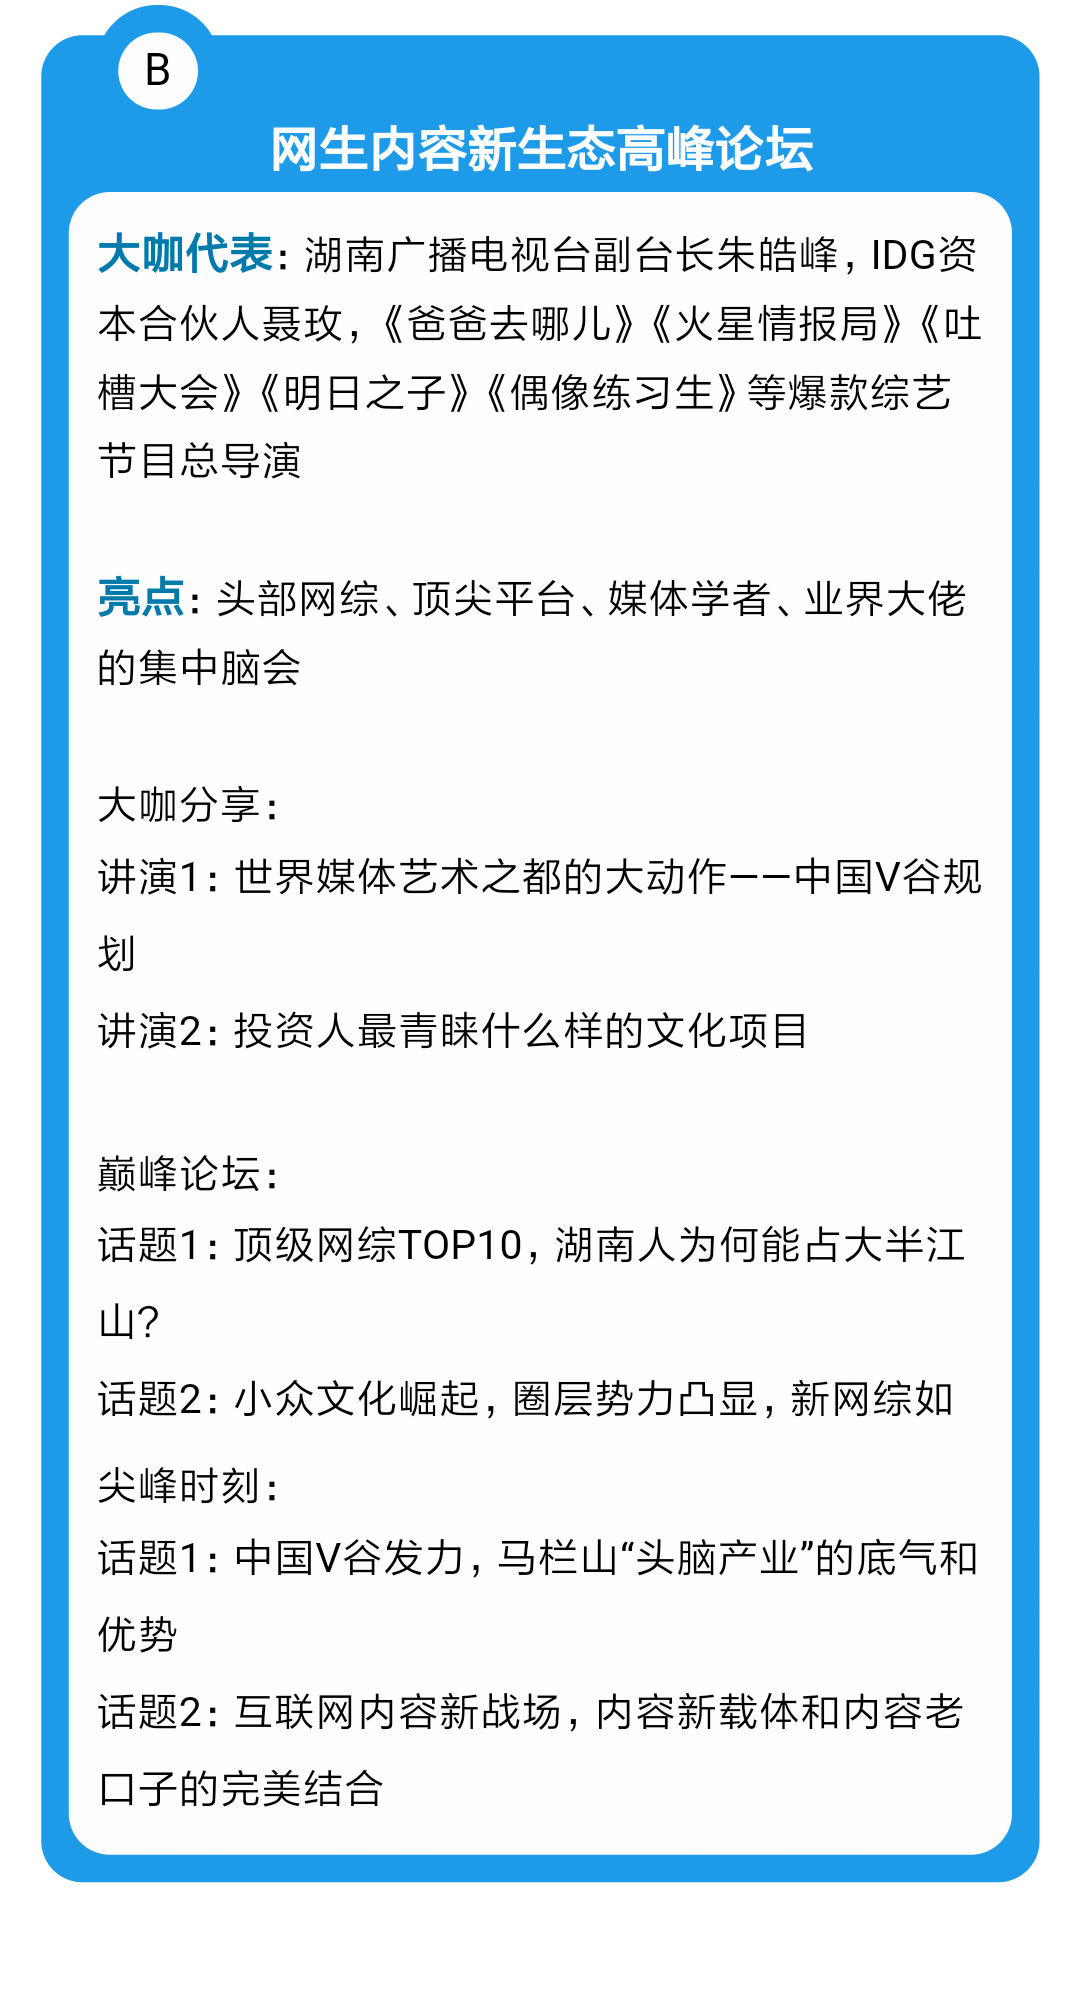 B
网生内容新生态高峰论坛
大咖代表：湖南广播电视台副台长朱皓峰，IDG资
本合伙人聂玫，《爸爸去哪儿》《火星情报局》《吐
槽大会》《明日之子》《偶像练习生》等爆款综艺
节目总导演
亮点：头部网综、顶尖平台、媒体学者、业界大佬
的集中脑会
大咖分享：
讲演1：世界媒体艺术之都的大动作——中国V谷规
划
讲演2：投资人最青睐什么样的文化项目
巅峰论坛：
话题1：顶级网综TOP10，湖南人为何能占大半江
山？
话题2：小众文化崛起，圈层势力凸显，新网综如
尖峰时刻：
话题1：中国V谷发力，马栏山“头脑产业”的底气和
优势
话题2：互联网内容新战场，内容新载体和内容老
口子的完美结合